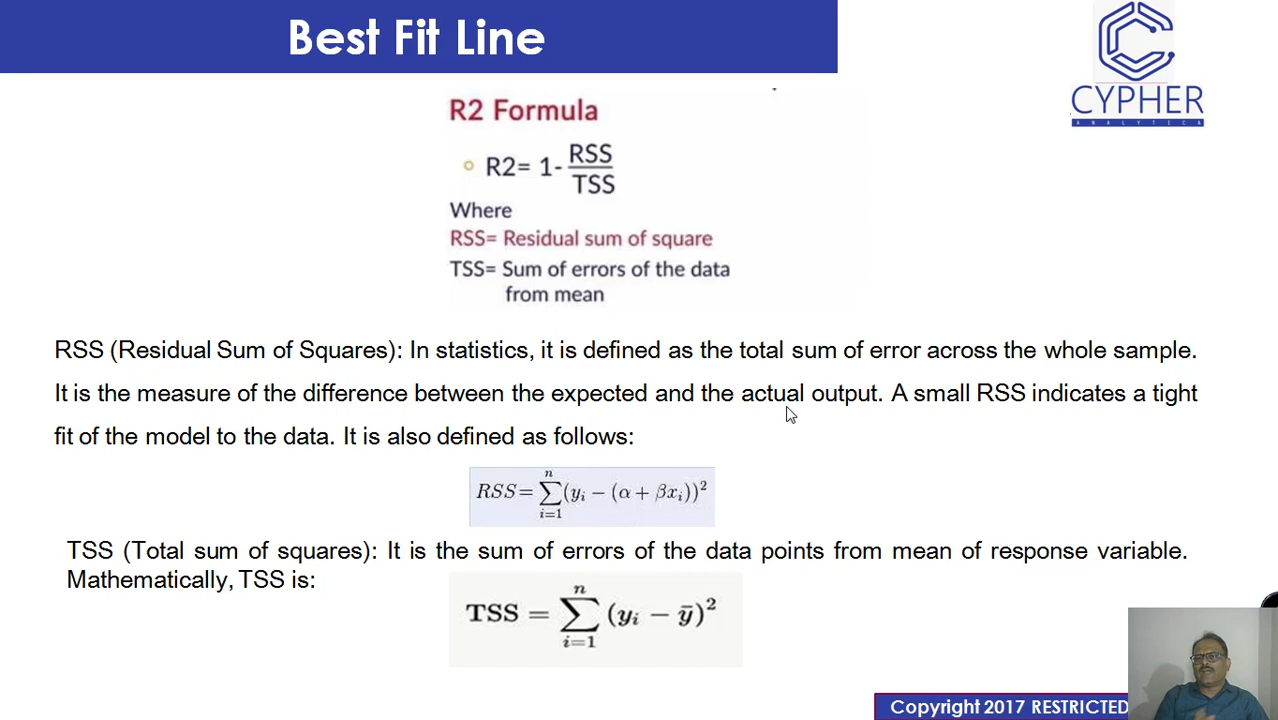 Best Fit Line
CYPHER
ANALYTICA
R2 Formula
R2= 1- RSS/TSS
Where
RSS= Residual sum of square
TSS= Sum of errors of the data
from mean
RSS (Residual Sum of Squares): In statistics, it is defined as the total sum of error across the whole sample.
It is the measure of the difference between the expected and the actual output. A small RSS indicates a tight
fit of the model to the data. It is also defined as follows:
RSS= ∑_{i=1}^{n} (y_i − (α + βx_i))²
TSS (Total sum of squares): It is the sum of errors of the data points from mean of response variable.
Mathematically, TSS is:
TSS = ∑_{i=1}^{n} (y_i − ȳ)²
Copyright 2017 RESTRICTED